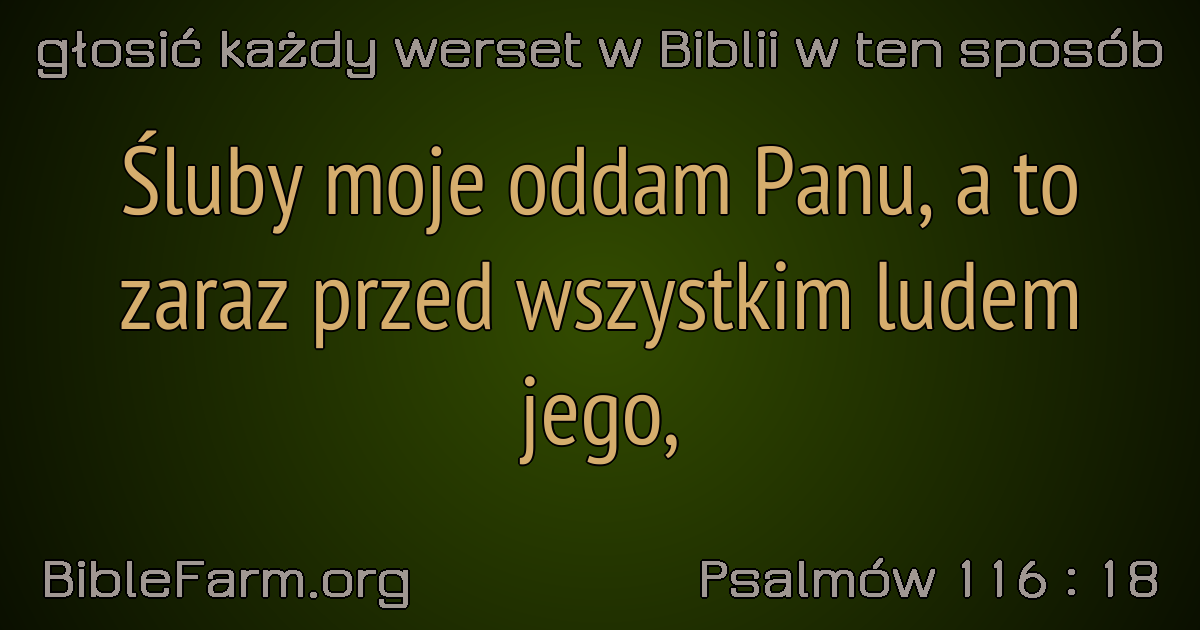 głosić każdy werset w Biblii w ten sposób
Śluby moje oddam Panu, a to
zaraz przed wszystkim ludem
jego,
BibleFarm.org
Psalmów 116 : 18